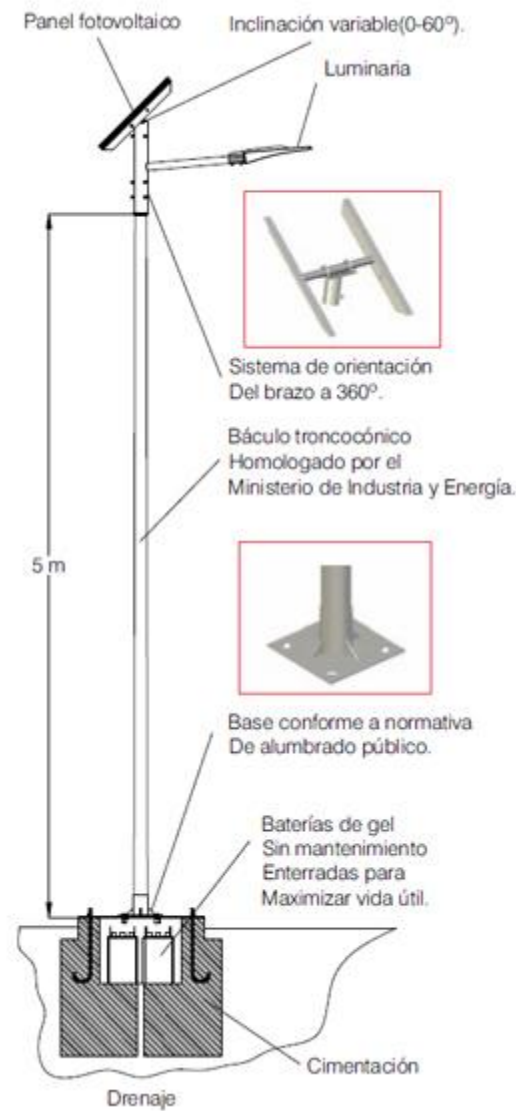 Panel fotovoltaico
Inclinación variable(0-60º).
Luminaria
Sistema de orientación
Del brazo a 360º.
Báculo troncocónico
Homologado por el
Ministerio de Industria y Energía.
5 m
Base conforme a normativa
De alumbrado público.
Baterías de gel
Sin mantenimiento
Enterradas para
Maximizar vida útil.
Cimentación
Drenaje